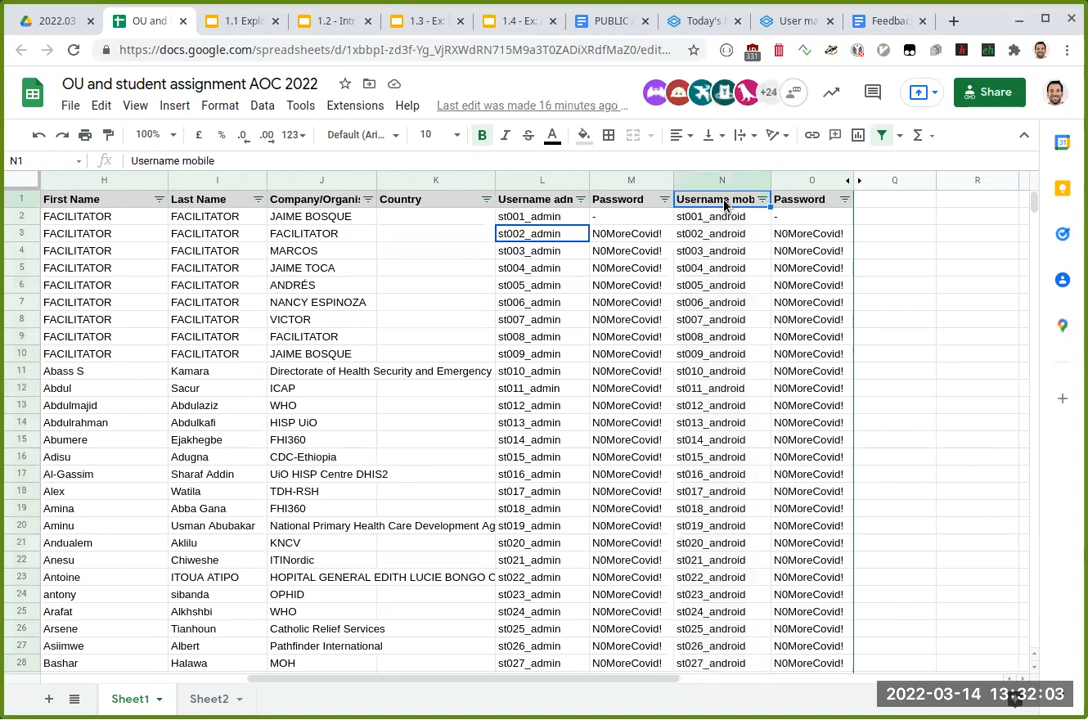 2022.03
OU and
1.1 Explo
1.2 - Intr
1.3 - Ex:
1.4 - Ex:
PUBLIC
Today's
User ma
Feedbac
https://docs.google.com/spreadsheets/d/1xbbpI-zd3f-Yg_VjRXWdRN715M9a3T0ZADiXRdfMaZ0/edit...
331
OU and student assignment AOC 2022
+24
Share
File Edit View Insert Format Data Tools Extensions Help Last edit was made 16 minutes ago ...
100% £ % .0 .00 123 Default (Ari... 10 B I S A
N1 fx Username mobile
H I J K L M N O Q R
1 First Name Last Name Company/Organis Country Username adn Password Username mob Password
2 FACILITATOR FACILITATOR JAIME BOSQUE st001_admin - st001_android -
3 FACILITATOR FACILITATOR FACILITATOR st002_admin N0MoreCovid! st002_android N0MoreCovid!
4 FACILITATOR FACILITATOR MARCOS st003_admin N0MoreCovid! st003_android N0MoreCovid!
5 FACILITATOR FACILITATOR JAIME TOCA st004_admin N0MoreCovid! st004_android N0MoreCovid!
6 FACILITATOR FACILITATOR ANDRÉS st005_admin N0MoreCovid! st005_android N0MoreCovid!
7 FACILITATOR FACILITATOR NANCY ESPINOZA st006_admin N0MoreCovid! st006_android N0MoreCovid!
8 FACILITATOR FACILITATOR VICTOR st007_admin N0MoreCovid! st007_android N0MoreCovid!
9 FACILITATOR FACILITATOR FACILITATOR st008_admin N0MoreCovid! st008_android N0MoreCovid!
10 FACILITATOR FACILITATOR JAIME BOSQUE st009_admin N0MoreCovid! st009_android N0MoreCovid!
11 Abass S Kamara Directorate of Health Security and Emergency st010_admin N0MoreCovid! st010_android N0MoreCovid!
12 Abdul Sacur ICAP st011_admin N0MoreCovid! st011_android N0MoreCovid!
13 Abdulmajid Abdulaziz WHO st012_admin N0MoreCovid! st012_android N0MoreCovid!
14 Abdulrahman Abdulkafi HISP UiO st013_admin N0MoreCovid! st013_android N0MoreCovid!
15 Abumere Ejakhegbe FHI360 st014_admin N0MoreCovid! st014_android N0MoreCovid!
16 Adisu Adugna CDC-Ethiopia st015_admin N0MoreCovid! st015_android N0MoreCovid!
17 Al-Gassim Sharaf Addin UiO HISP Centre DHIS2 st016_admin N0MoreCovid! st016_android N0MoreCovid!
18 Alex Watila TDH-RSH st017_admin N0MoreCovid! st017_android N0MoreCovid!
19 Amina Abba Gana FHI360 st018_admin N0MoreCovid! st018_android N0MoreCovid!
20 Aminu Usman Abubakar National Primary Health Care Development Ag st019_admin N0MoreCovid! st019_android N0MoreCovid!
21 Andualem Aklilu KNCV st020_admin N0MoreCovid! st020_android N0MoreCovid!
22 Anesu Chiweshe ITINordic st021_admin N0MoreCovid! st021_android N0MoreCovid!
23 Antoine ITOUA ATIPO HOPITAL GENERAL EDITH LUCIE BONGO O st022_admin N0MoreCovid! st022_android N0MoreCovid!
24 antony sibanda OPHID st023_admin N0MoreCovid! st023_android N0MoreCovid!
25 Arafat Alkhshbi WHO st024_admin N0MoreCovid! st024_android N0MoreCovid!
26 Arsene Tianhoun Catholic Relief Services st025_admin N0MoreCovid! st025_android N0MoreCovid!
27 Asiimwe Albert Pathfinder International st026_admin N0MoreCovid! st026_android N0MoreCovid!
28 Bashar Halawa MOH st027_admin N0MoreCovid! st027_android N0MoreCovid!
Sheet1 Sheet2
2022-03-14 13:32:03